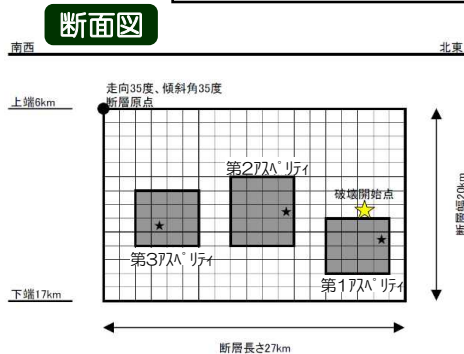 断面図
南西
北東
走向35度、傾斜角35度
上端6km
断層原点
第2アスペリティ
破壊開始点
断層幅20km
第3アスペリティ
第1アスペリティ
下端17km
断層長さ27km